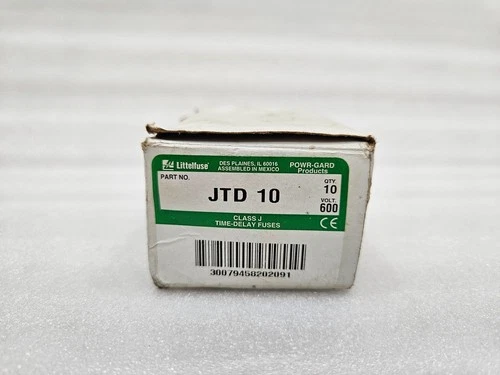 Littelfuse®
DES PLAINES, IL 60016
ASSEMBLED IN MEXICO
POWR-GARD
Products
PART NO.
JTD 10
QTY.
10
VOLT.
600
CLASS J
TIME-DELAY FUSES
CE
30079458202091